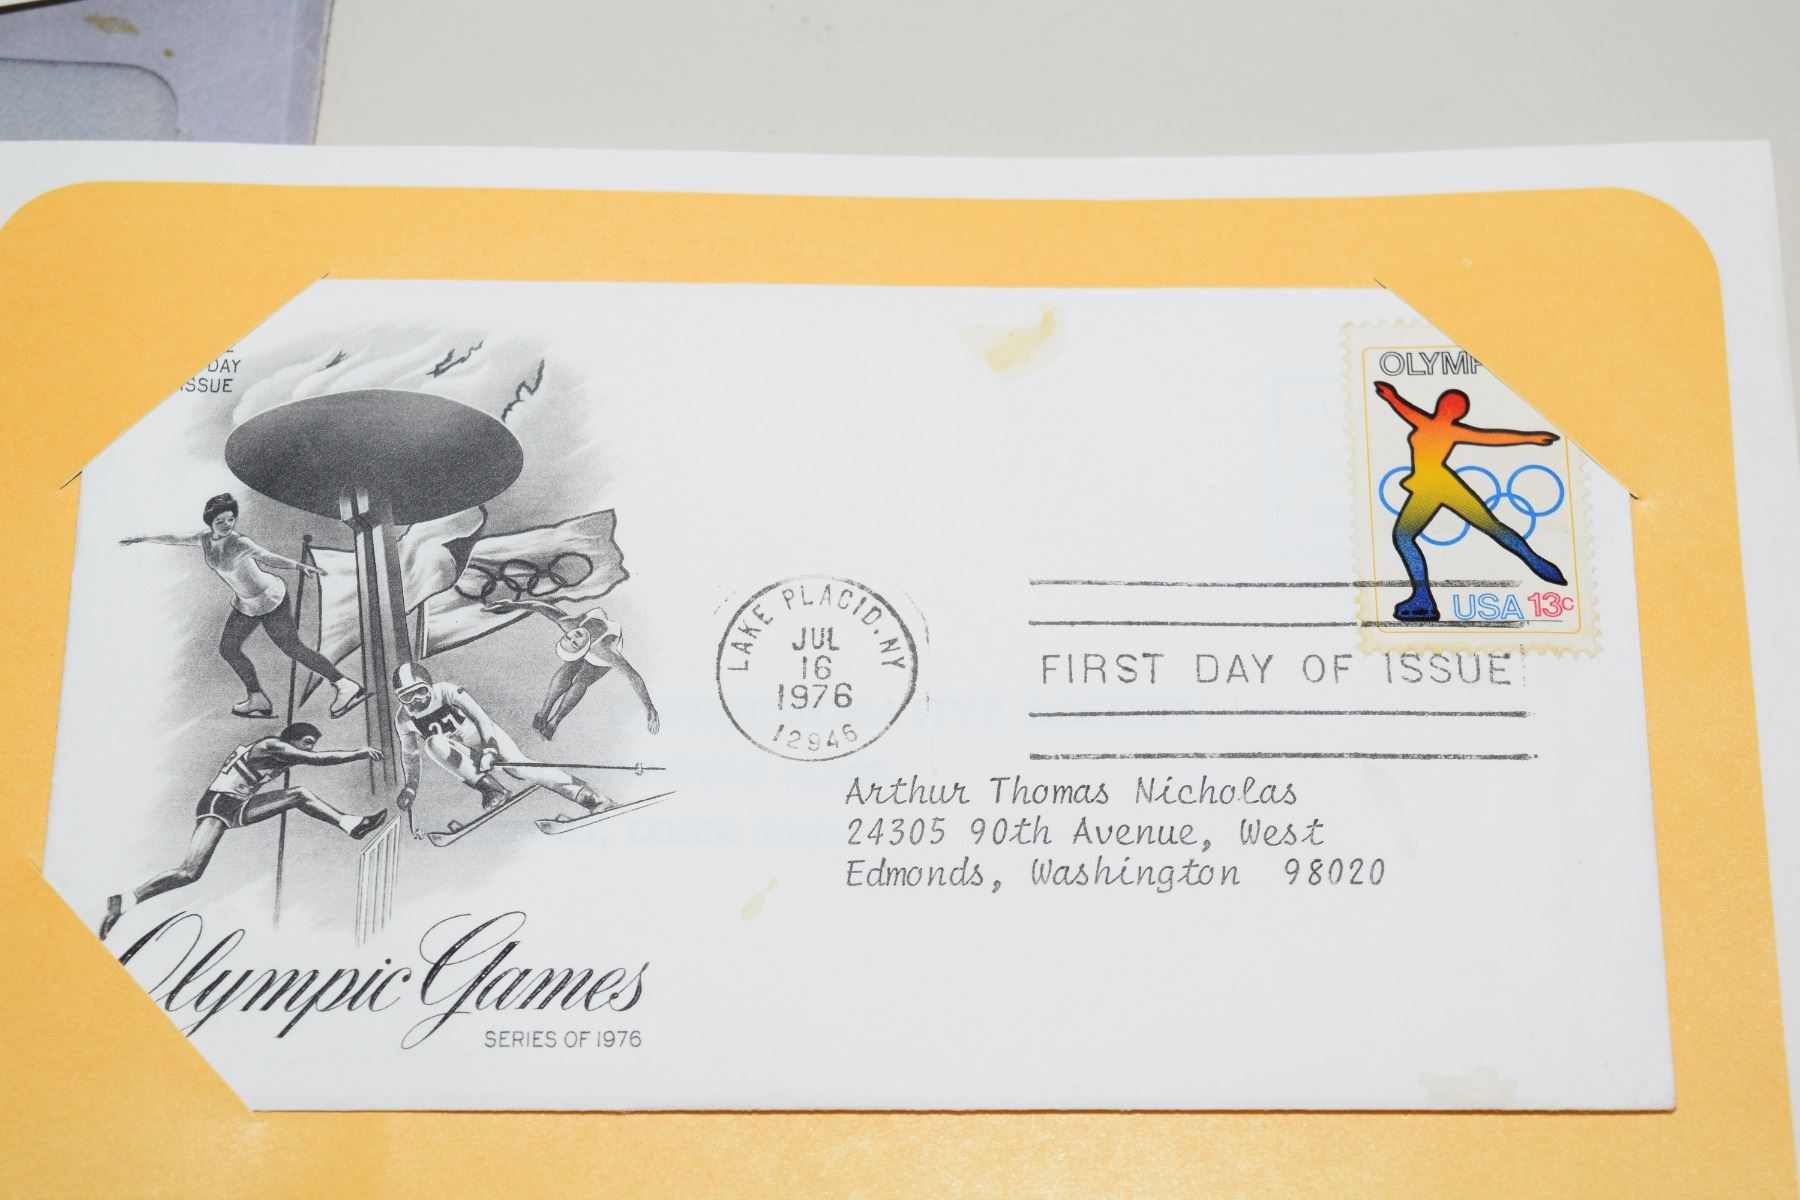 DAY
ISSUE
OLYMP
USA 13c
LAKE PLACID, NY
JUL
16
1976
12946
FIRST DAY OF ISSUE
27
Arthur Thomas Nicholas
24305 90th Avenue, West
Edmonds, Washington 98020
Olympic Games
SERIES OF 1976